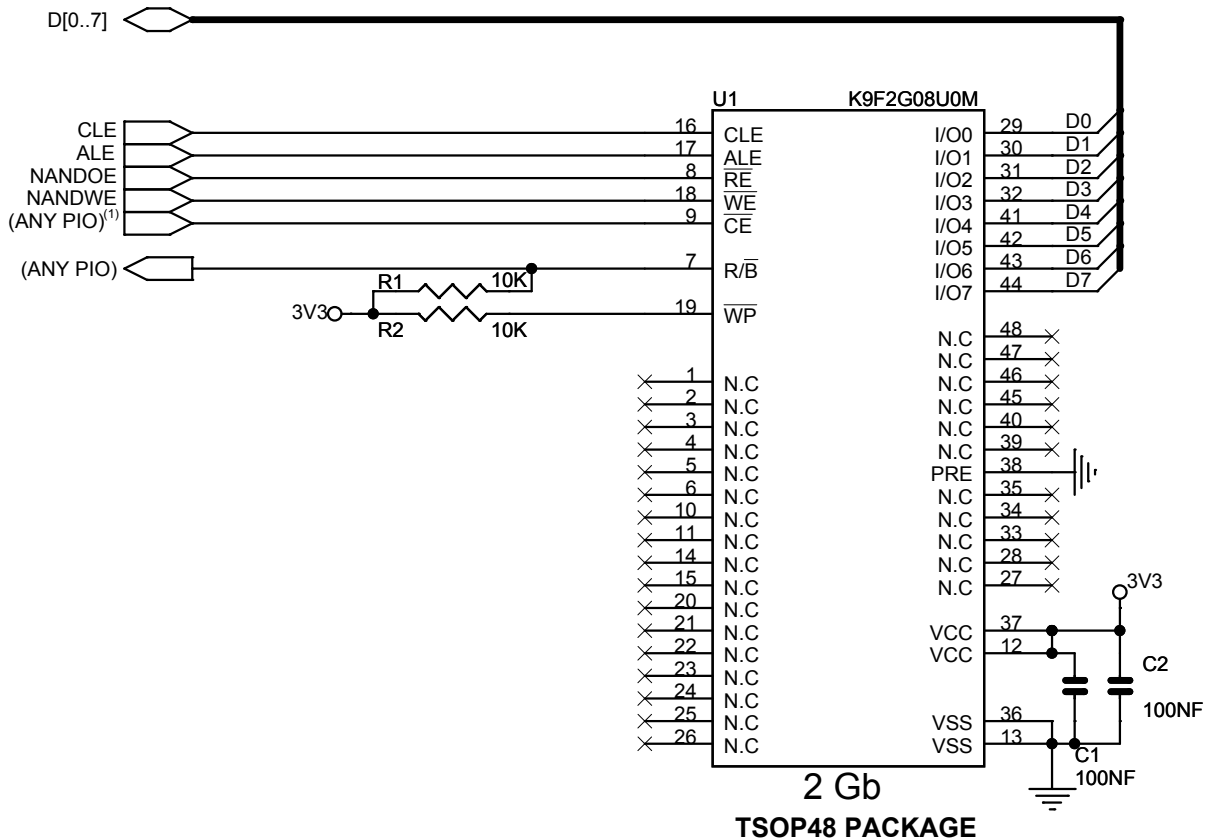 D[0..7]
U1 K9F2G08U0M
CLE 16 CLE I/O0 29 D0
ALE 17 ALE I/O1 30 D1
NANDOE 8 RE I/O2 31 D2
NANDWE 18 WE I/O3 32 D3
(ANY PIO)(1) 9 CE I/O4 41 D4
I/O5 42 D5
(ANY PIO) 7 R/B I/O6 43 D6
R1 10K I/O7 44 D7
3V3 19 WP
R2 10K
N.C 48
N.C 47
1 N.C N.C 46
2 N.C N.C 45
3 N.C N.C 40
4 N.C N.C 39
5 N.C PRE 38
6 N.C N.C 35
10 N.C N.C 34
11 N.C N.C 33
14 N.C N.C 28
15 N.C N.C 27
20 N.C 3V3
21 N.C VCC 37
22 N.C VCC 12
23 N.C C2
24 N.C 100NF
25 N.C VSS 36
26 N.C VSS 13
C1
100NF
2 Gb
TSOP48 PACKAGE